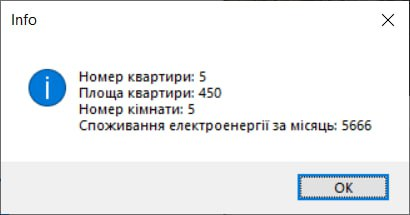 Info
Номер квартири: 5
Площа квартири: 450
Номер кімнати: 5
Споживання електроенергії за місяць: 5666
OK